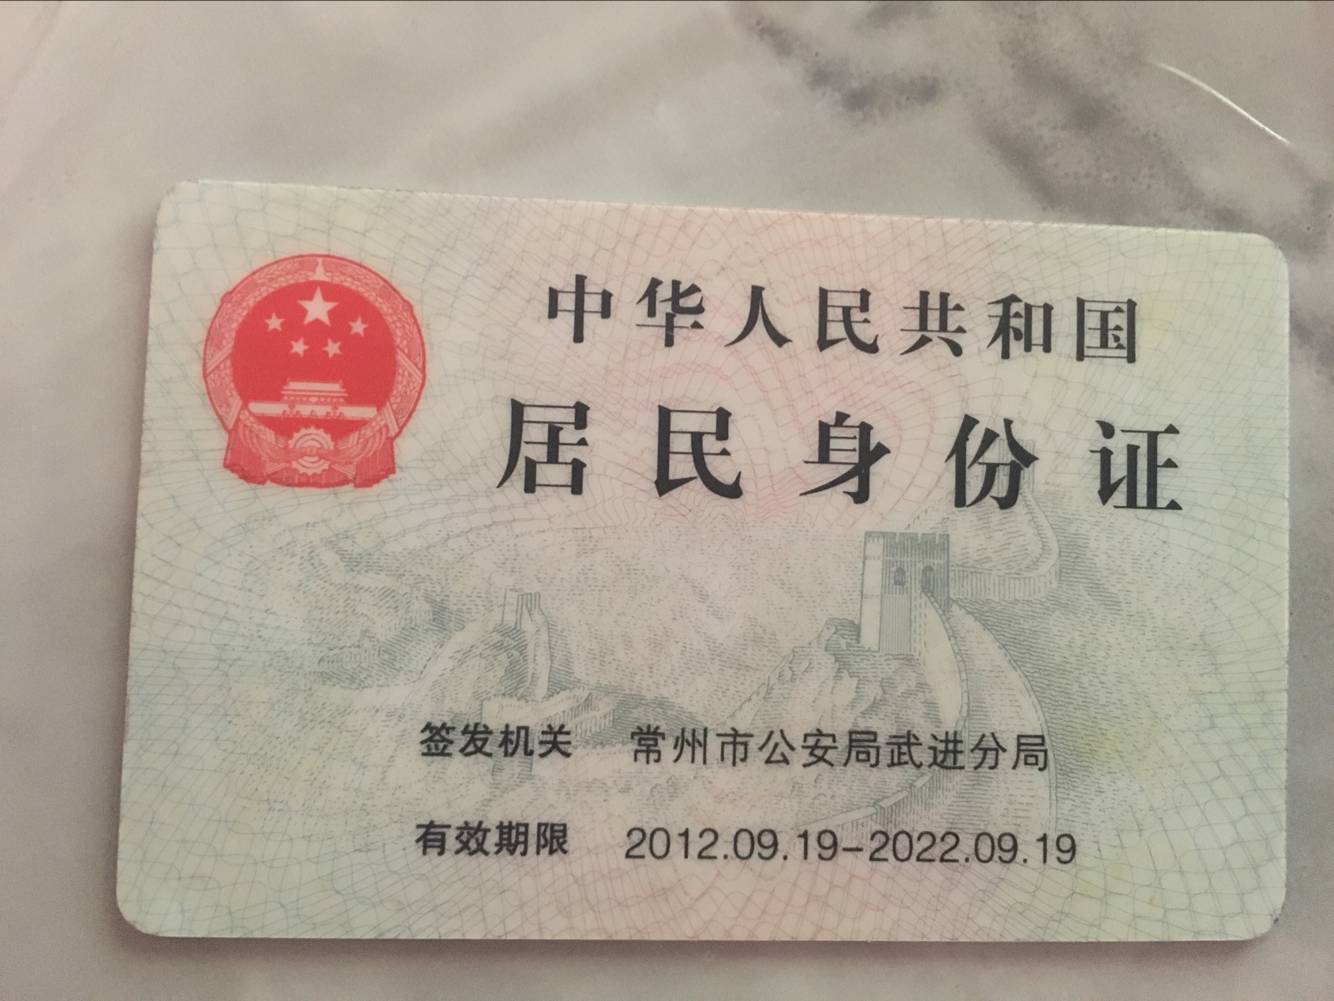 中华人民共和国
居民身份证
签发机关 常州市公安局武进分局
有效期限 2012.09.19-2022.09.19